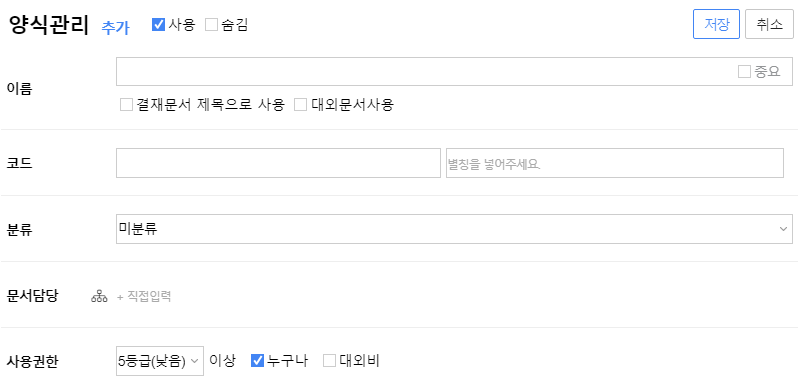 양식관리 추가 사용 숨김 저장 취소
이름 중요
결재문서 제목으로 사용 대외문서사용
코드 별칭을 넣어주세요.
분류 미분류
문서담당 + 직접입력
사용권한 5등급(낮음) 이상 누구나 대외비